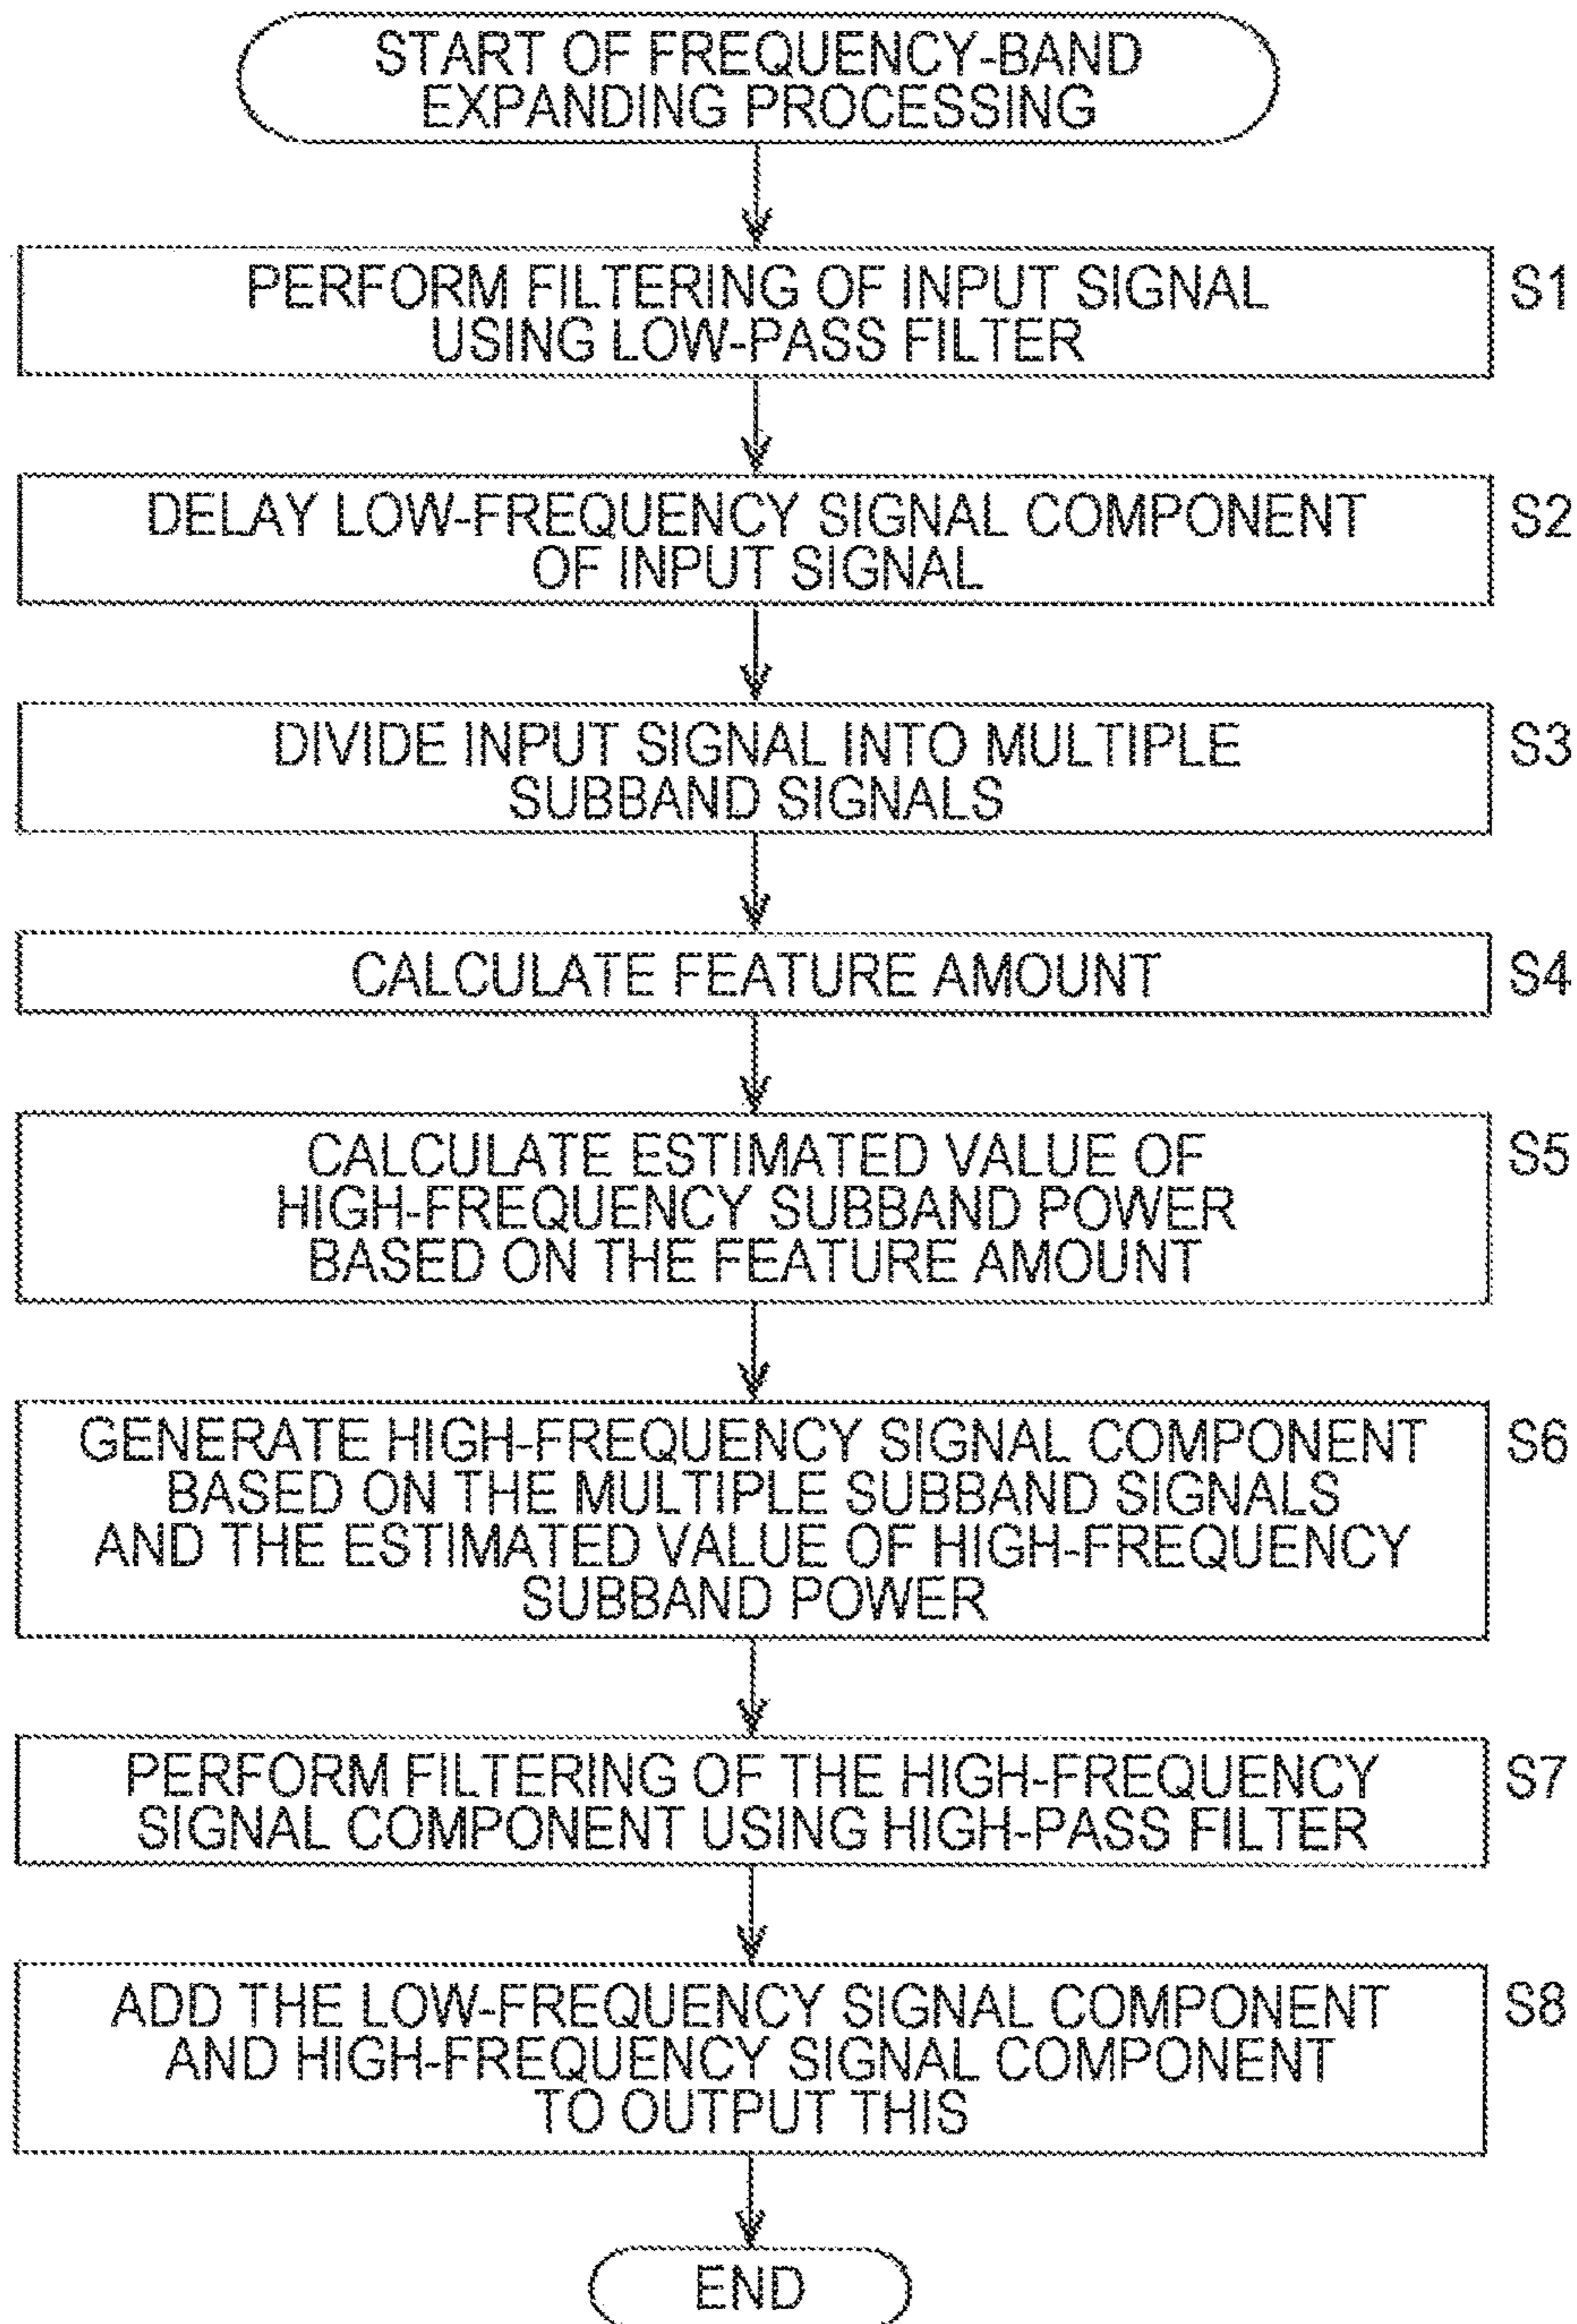 START OF FREQUENCY-BAND
EXPANDING PROCESSING
PERFORM FILTERING OF INPUT SIGNAL
USING LOW-PASS FILTER
S1
DELAY LOW-FREQUENCY SIGNAL COMPONENT
OF INPUT SIGNAL
S2
DIVIDE INPUT SIGNAL INTO MULTIPLE
SUBBAND SIGNALS
S3
CALCULATE FEATURE AMOUNT
S4
CALCULATE ESTIMATED VALUE OF
HIGH-FREQUENCY SUBBAND POWER
BASED ON THE FEATURE AMOUNT
S5
GENERATE HIGH-FREQUENCY SIGNAL COMPONENT
BASED ON THE MULTIPLE SUBBAND SIGNALS
AND THE ESTIMATED VALUE OF HIGH-FREQUENCY
SUBBAND POWER
S6
PERFORM FILTERING OF THE HIGH-FREQUENCY
SIGNAL COMPONENT USING HIGH-PASS FILTER
S7
ADD THE LOW-FREQUENCY SIGNAL COMPONENT
AND HIGH-FREQUENCY SIGNAL COMPONENT
TO OUTPUT THIS
S8
END